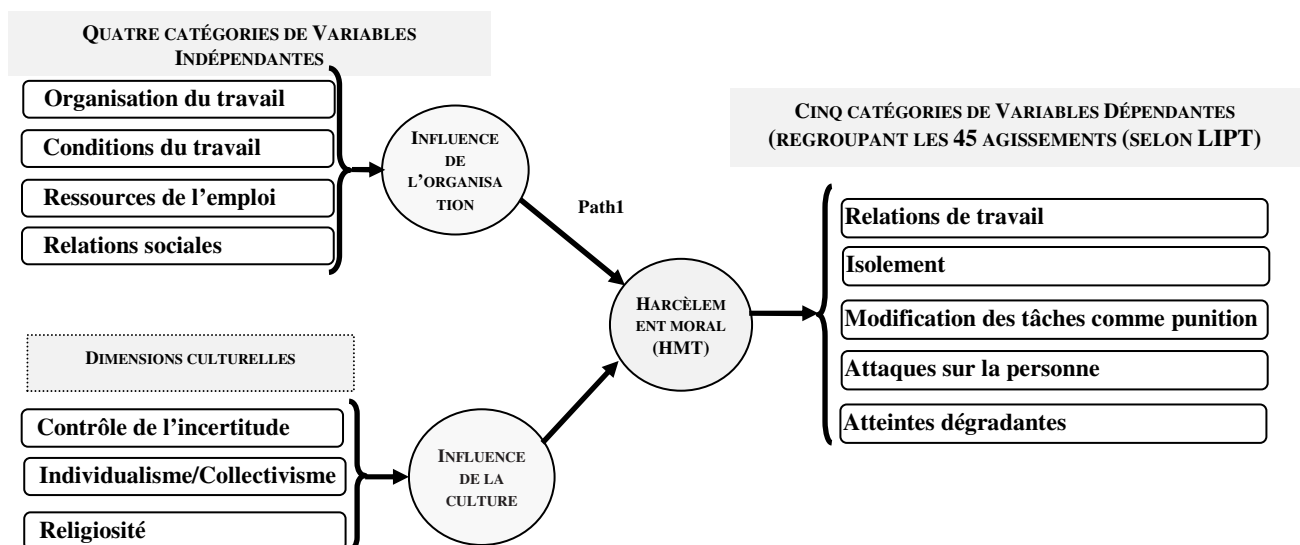 QUATRE CATÉGORIES DE VARIABLES
INDÉPENDANTES
Organisation du travail
Conditions du travail
Ressources de l’emploi
Relations sociales
INFLUENCE
DE
L’ORGANISA
TION
Path1
DIMENSIONS CULTURELLES
Contrôle de l’incertitude
Individualisme/Collectivisme
Religiosité
INFLUENCE
DE LA
CULTURE
HARCÈLEM
ENT MORAL
(HMT)
CINQ CATÉGORIES DE VARIABLES DÉPENDANTES
(REGROUPANT LES 45 AGISSEMENTS (SELON LIPT)
Relations de travail
Isolement
Modification des tâches comme punition
Attaques sur la personne
Atteintes dégradantes